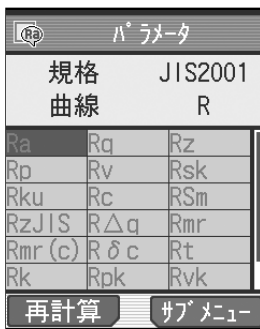 Ra パラメータ
規格 JIS2001
曲線 R
Ra Rq Rz
Rp Rv Rsk
Rku Rc RSm
RzJIS R△q Rmr
Rmr(c) Rδc Rt
Rk Rpk Rvk
再計算 サブメニュー